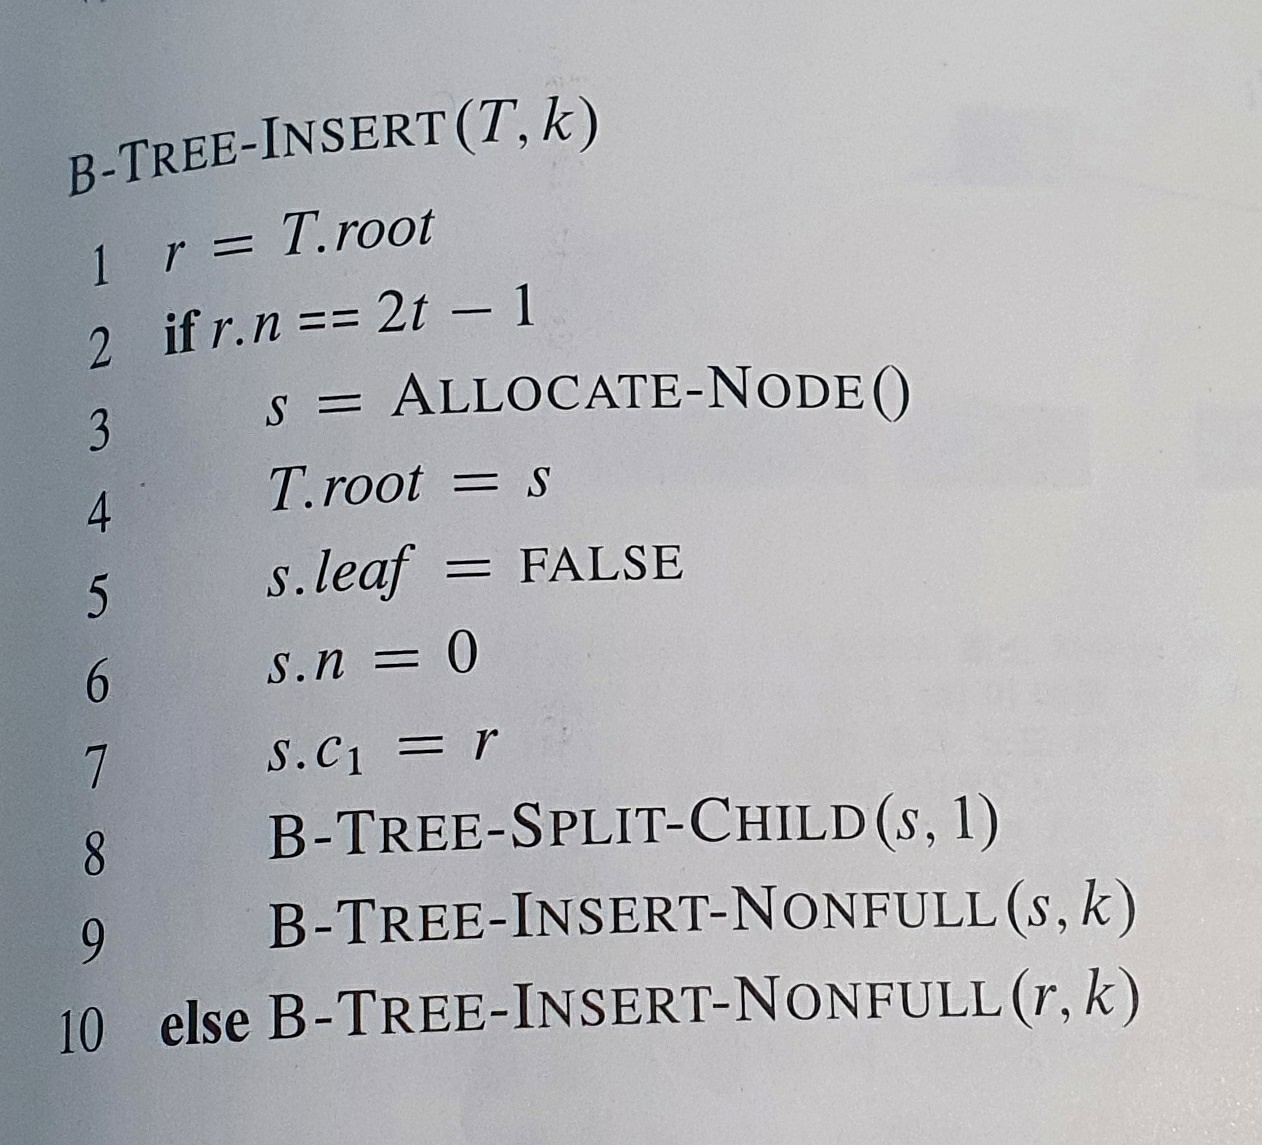 B-TREE-INSERT(T, k)
1 r = T.root
2 if r.n == 2t − 1
3 s = ALLOCATE-NODE()
4 T.root = s
5 s.leaf = FALSE
6 s.n = 0
7 s.c₁ = r
8 B-TREE-SPLIT-CHILD(s, 1)
9 B-TREE-INSERT-NONFULL(s, k)
10 else B-TREE-INSERT-NONFULL(r, k)